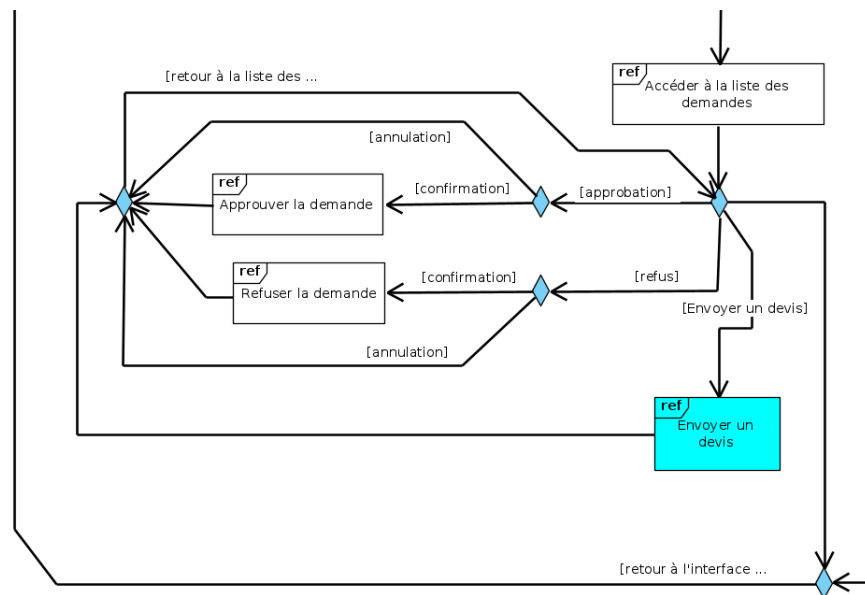 [retour à la liste des ...
ref
Accéder à la liste des
demandes
[annulation]
ref
Approuver la demande
[confirmation]
[approbation]
ref
Refuser la demande
[confirmation]
[refus]
[Envoyer un devis]
[annulation]
ref
Envoyer un
devis
[retour à l'interface ...